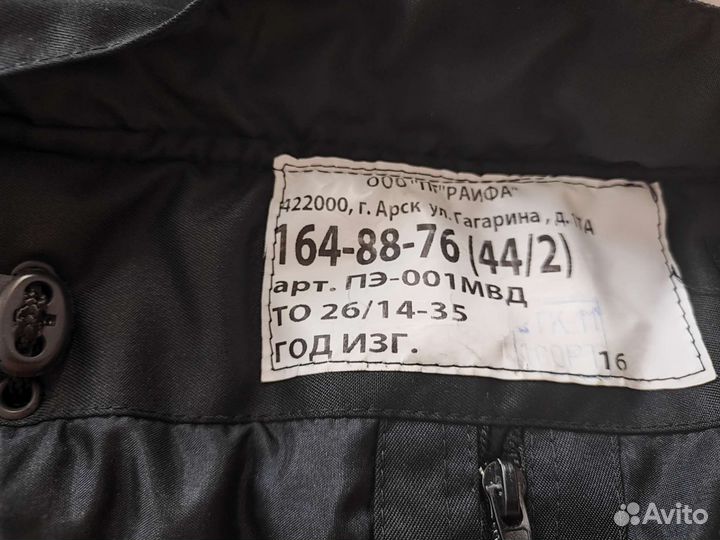 ООО "ТК "РАИФА"
422000, г. Арск ул. Гагарина, д.
164-88-76 (44/2)
арт. ПЭ-001МВД
ТО 26/14-35
ГОД ИЗГ.
16
Avito